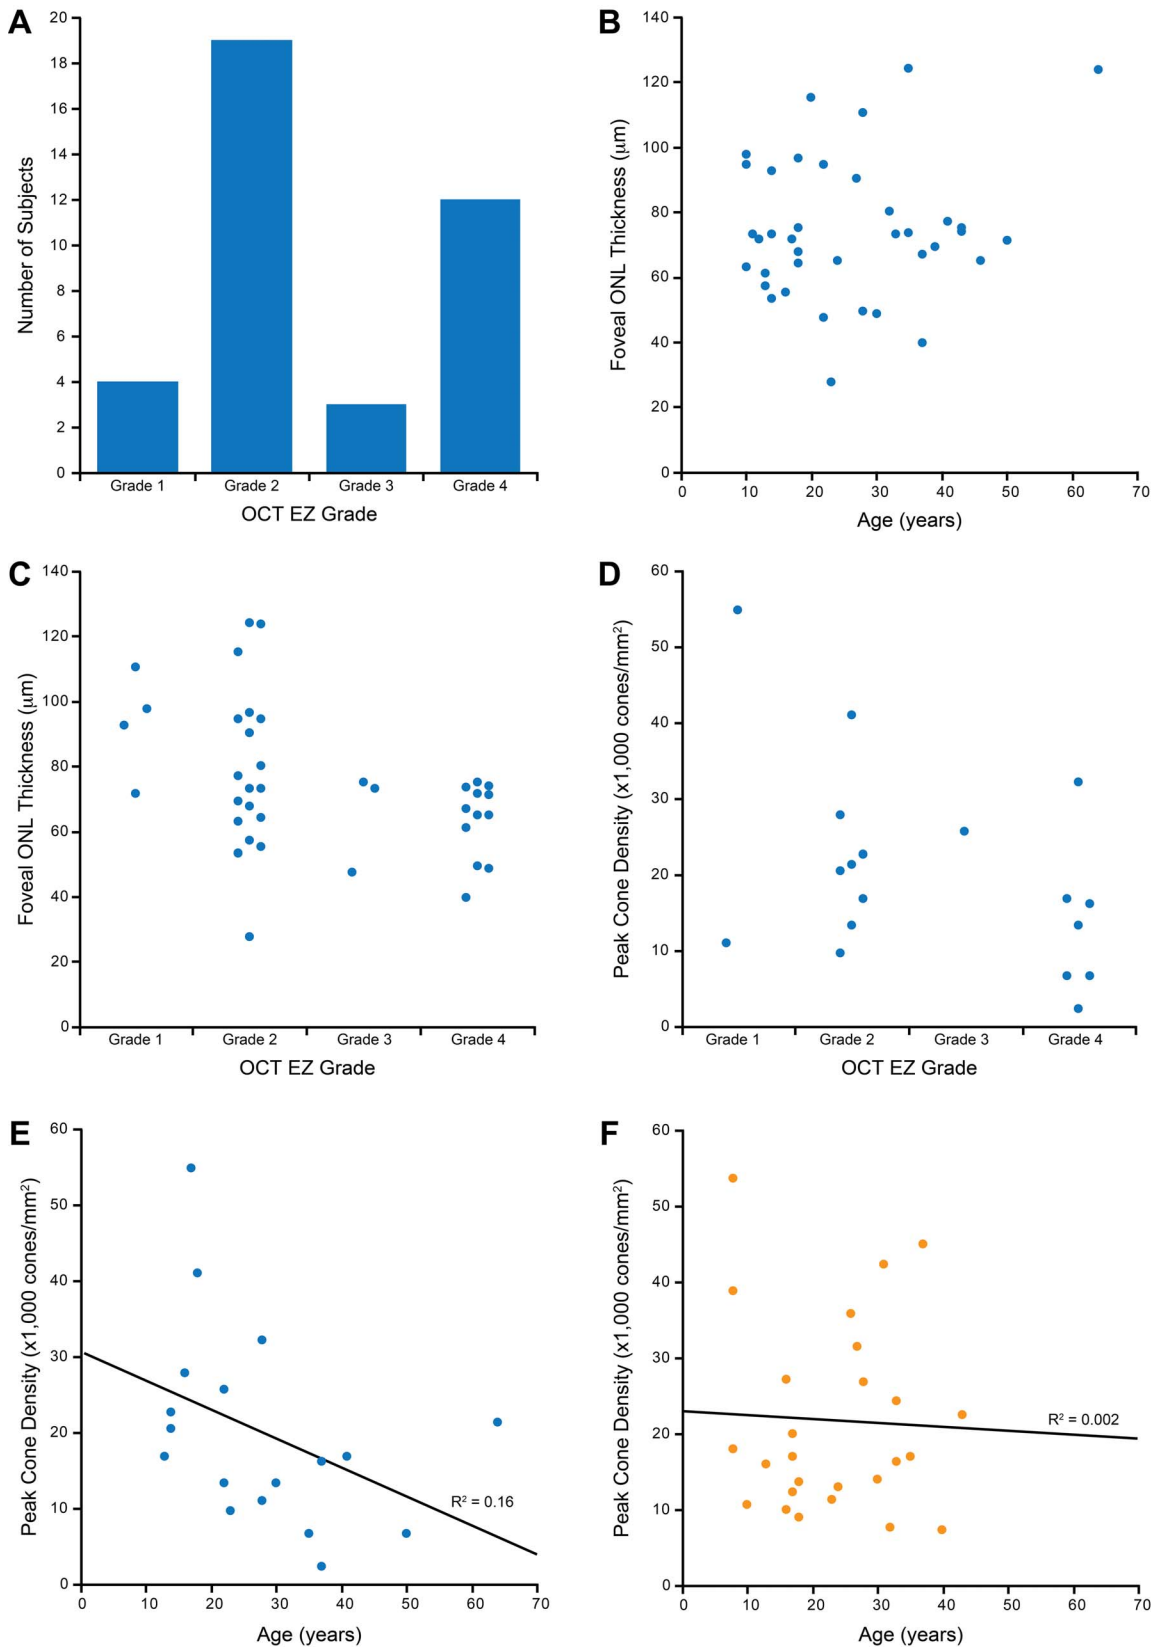 A
Number of Subjects
20
18
16
14
12
10
8
6
4
2
0
Grade 1 Grade 2 Grade 3 Grade 4
OCT EZ Grade
B
Foveal ONL Thickness (μm)
140
120
100
80
60
40
20
0
0 10 20 30 40 50 60 70
Age (years)
C
Foveal ONL Thickness (μm)
140
120
100
80
60
40
20
0
Grade 1 Grade 2 Grade 3 Grade 4
OCT EZ Grade
D
Peak Cone Density (x1,000 cones/mm²)
60
50
40
30
20
10
0
Grade 1 Grade 2 Grade 3 Grade 4
OCT EZ Grade
E
Peak Cone Density (x1,000 cones/mm²)
60
50
40
30
20
10
0
R² = 0.16
0 10 20 30 40 50 60 70
Age (years)
F
Peak Cone Density (x1,000 cones/mm²)
60
50
40
30
20
10
0
R² = 0.002
0 10 20 30 40 50 60 70
Age (years)